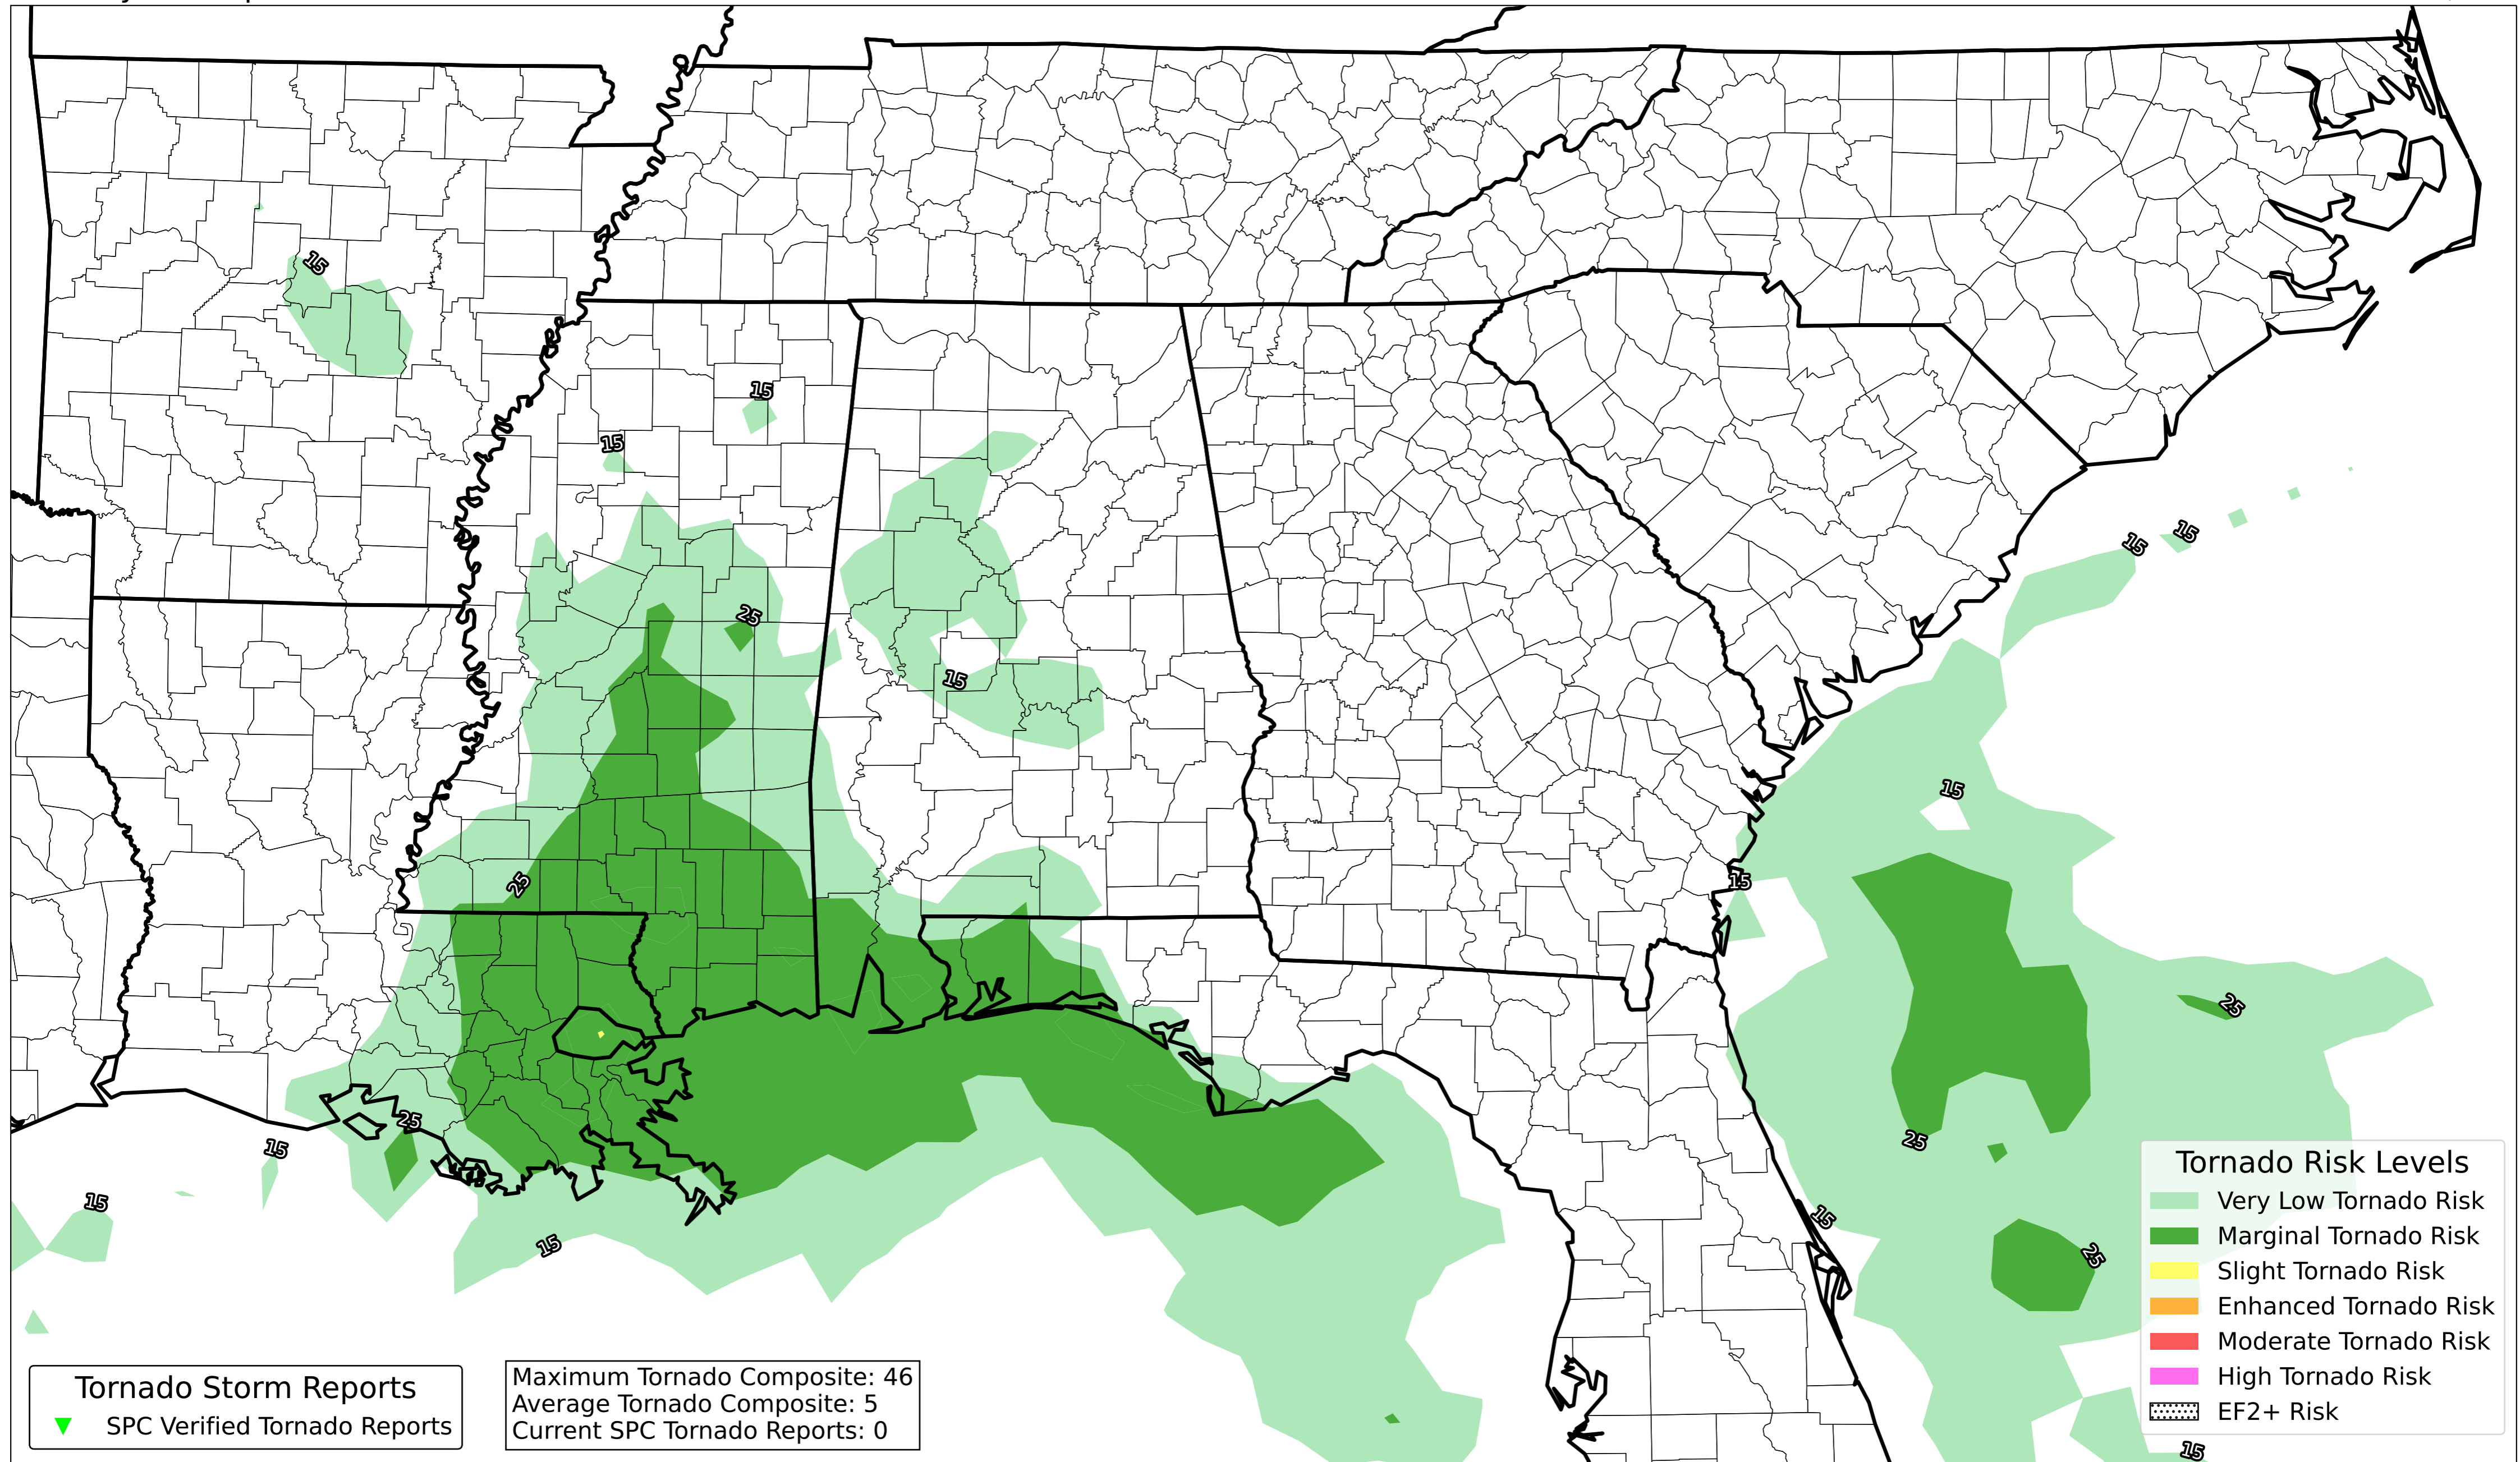 15
15
15
25
15
15
15
15
25
15
25
25
25
15
15
15
15
25
15
Tornado Risk Levels
Very Low Tornado Risk
Marginal Tornado Risk
Slight Tornado Risk
Enhanced Tornado Risk
Moderate Tornado Risk
High Tornado Risk
EF2+ Risk
Tornado Storm Reports
SPC Verified Tornado Reports
Maximum Tornado Composite: 46
Average Tornado Composite: 5
Current SPC Tornado Reports: 0
15